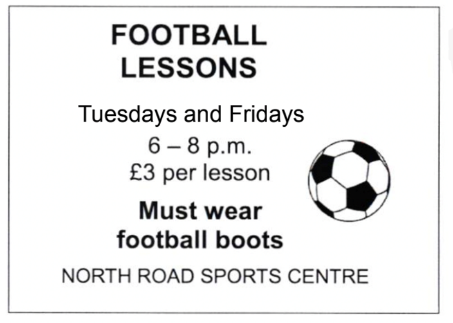 FOOTBALL
LESSONS
Tuesdays and Fridays
6 – 8 p.m.
£3 per lesson
Must wear
football boots
NORTH ROAD SPORTS CENTRE